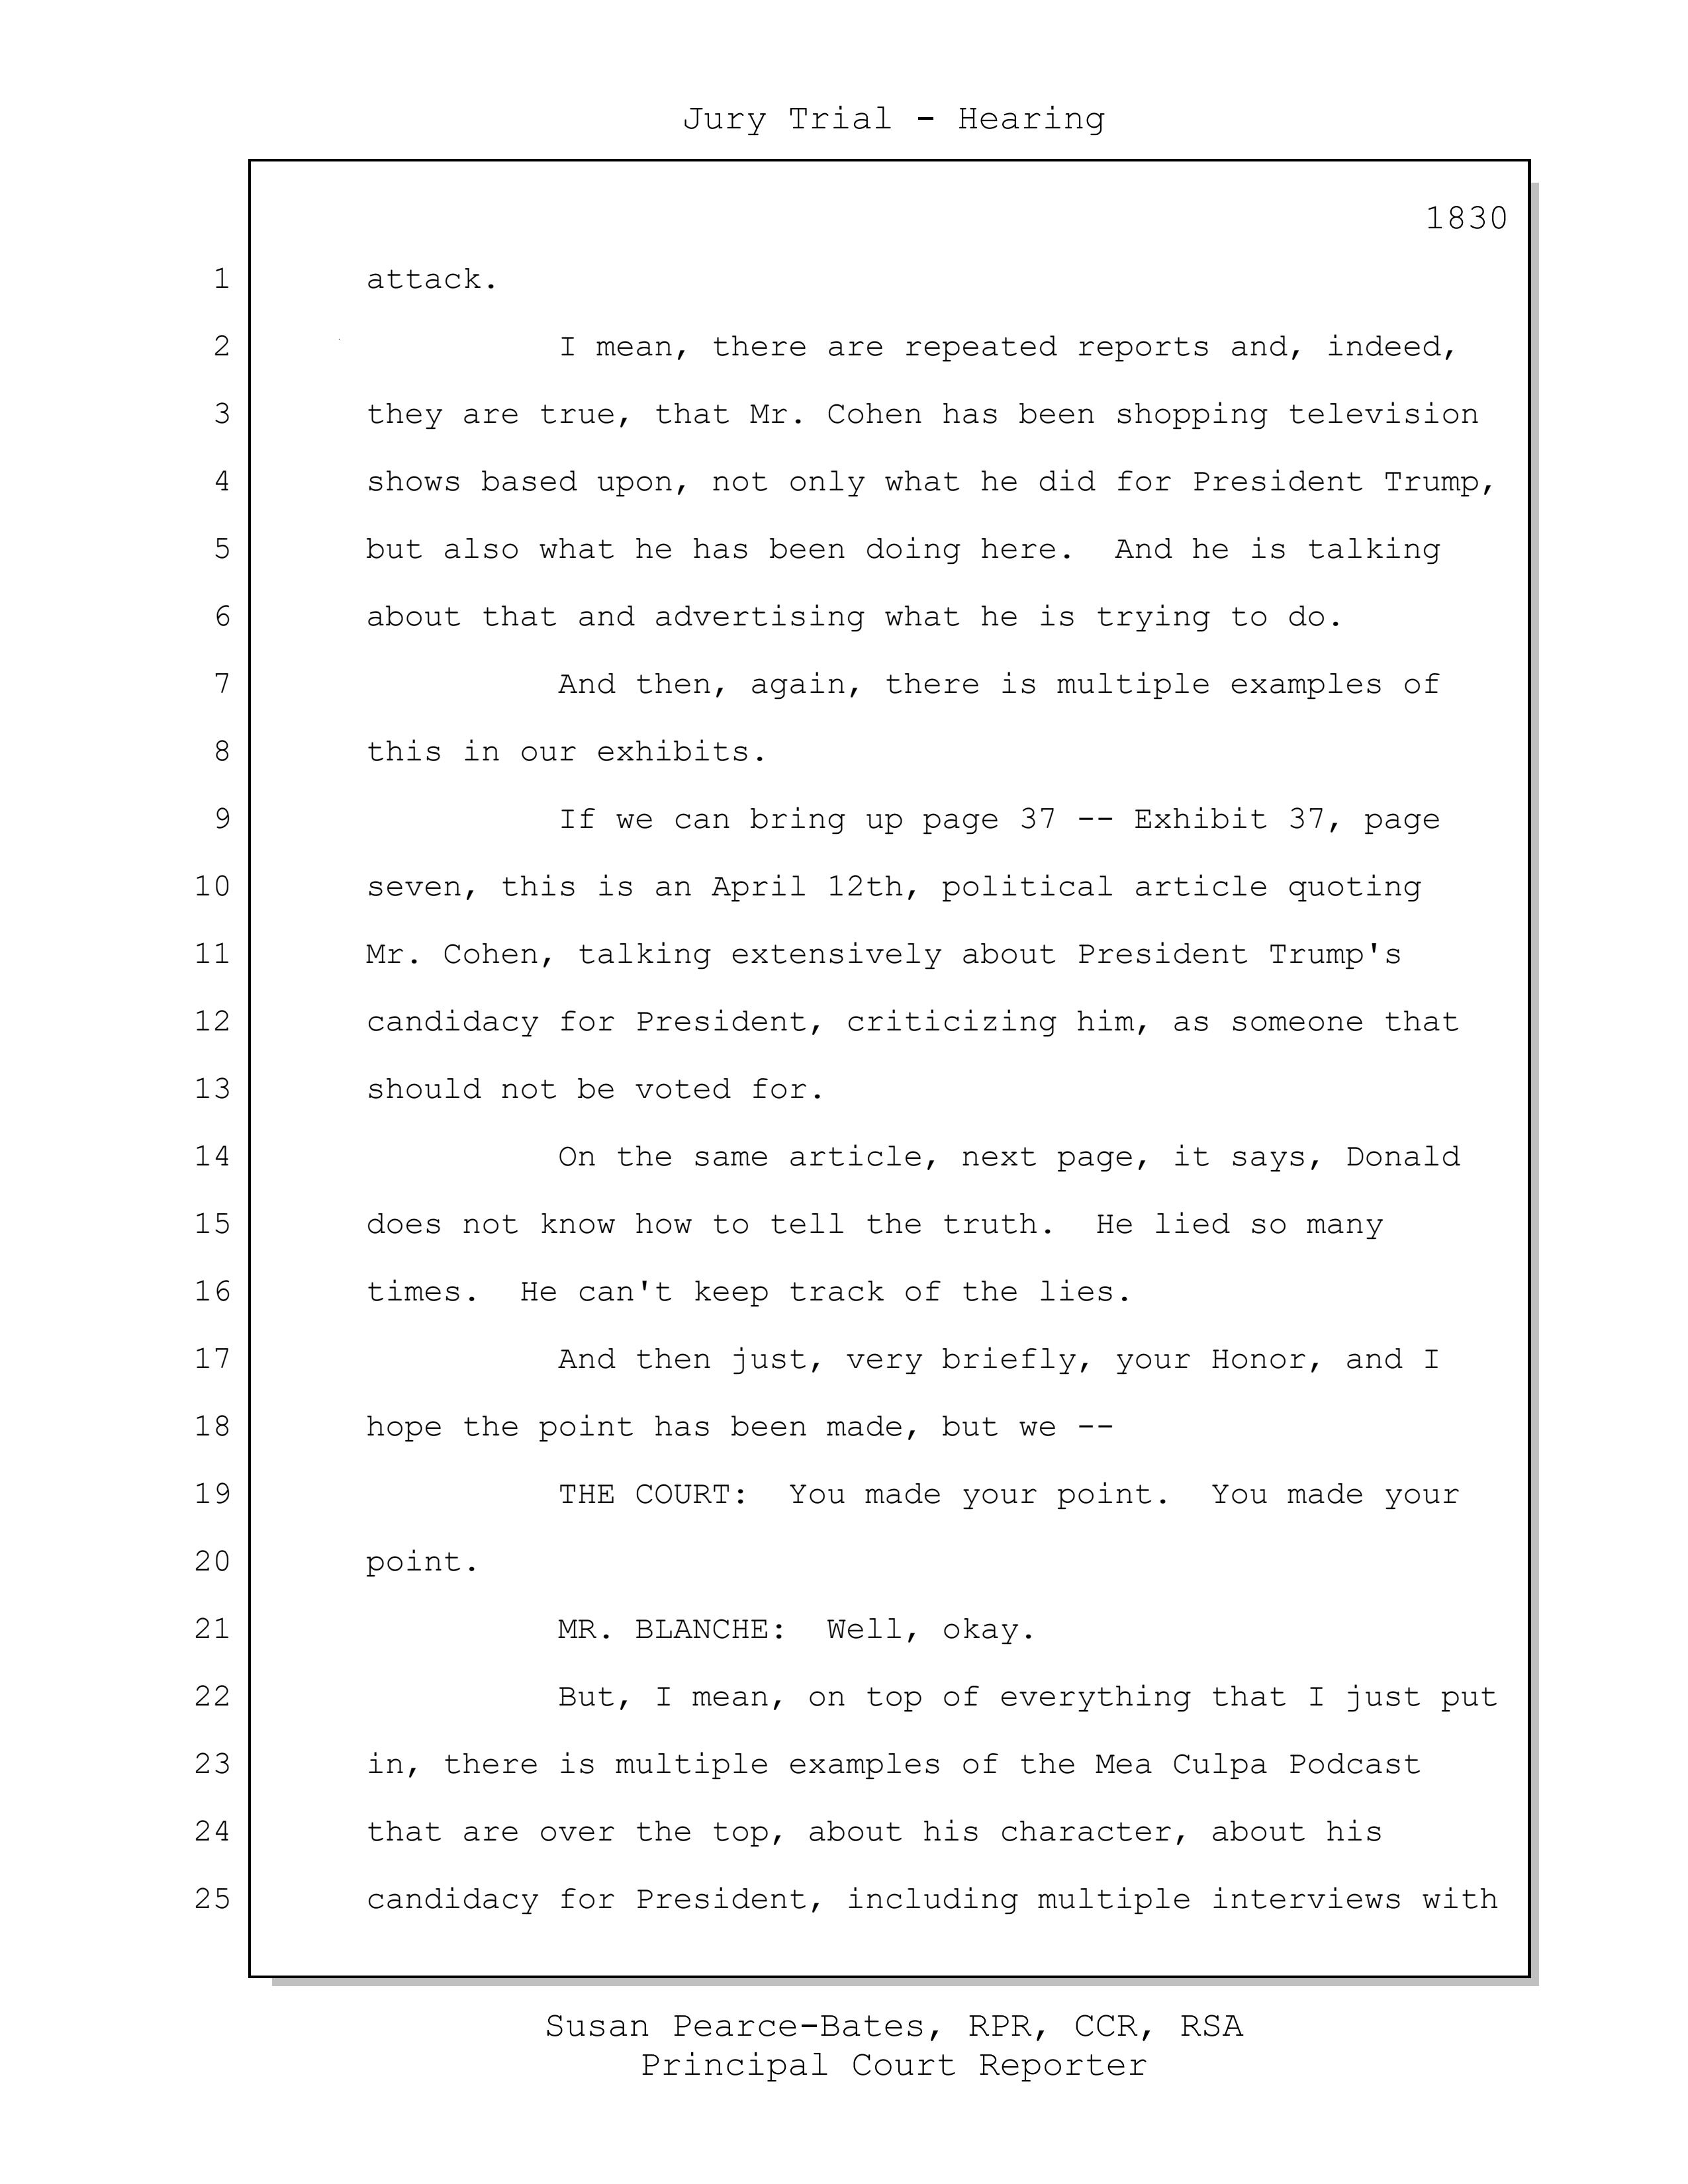 Jury Trial - Hearing
1830
1 attack.
2 I mean, there are repeated reports and, indeed,
3 they are true, that Mr. Cohen has been shopping television
4 shows based upon, not only what he did for President Trump,
5 but also what he has been doing here.  And he is talking
6 about that and advertising what he is trying to do.
7 And then, again, there is multiple examples of
8 this in our exhibits.
9 If we can bring up page 37 -- Exhibit 37, page
10 seven, this is an April 12th, political article quoting
11 Mr. Cohen, talking extensively about President Trump's
12 candidacy for President, criticizing him, as someone that
13 should not be voted for.
14 On the same article, next page, it says, Donald
15 does not know how to tell the truth.  He lied so many
16 times.  He can't keep track of the lies.
17 And then just, very briefly, your Honor, and I
18 hope the point has been made, but we --
19 THE COURT:  You made your point.  You made your
20 point.
21 MR. BLANCHE:  Well, okay.
22 But, I mean, on top of everything that I just put
23 in, there is multiple examples of the Mea Culpa Podcast
24 that are over the top, about his character, about his
25 candidacy for President, including multiple interviews with
Susan Pearce-Bates, RPR, CCR, RSA
Principal Court Reporter